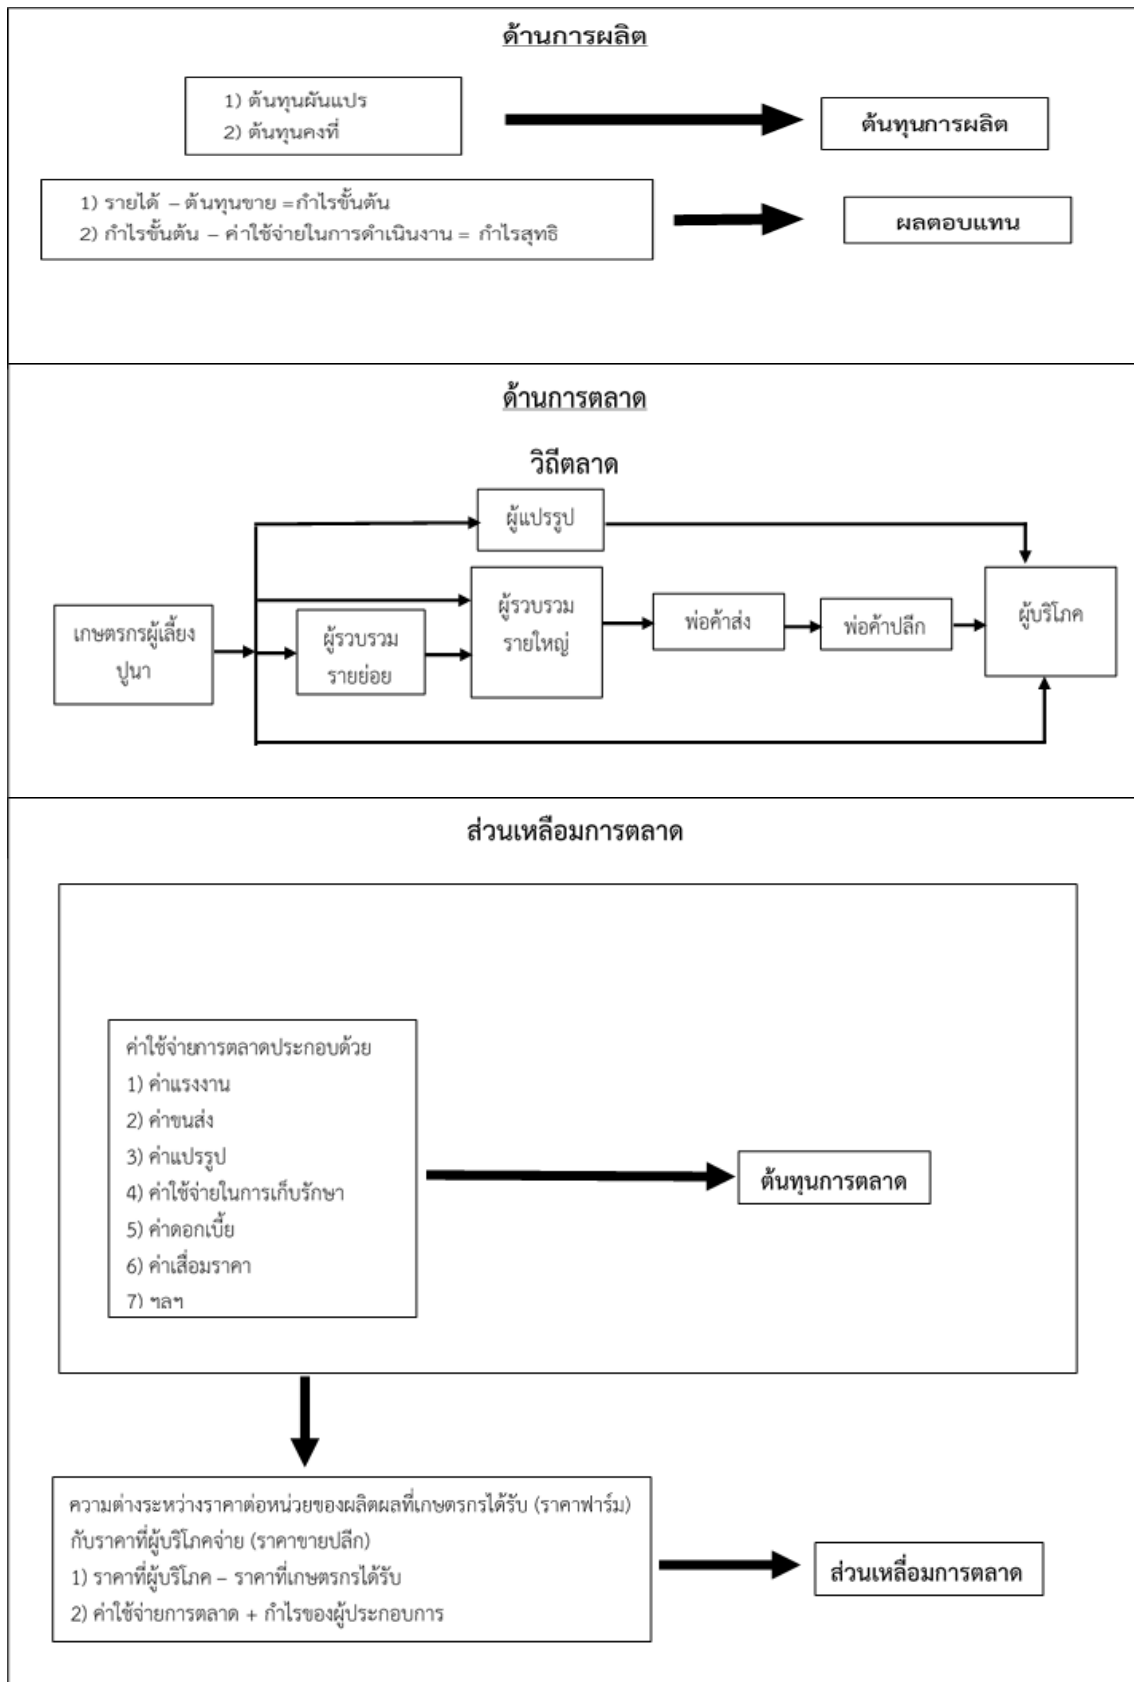 ด้านการผลิต
1) ต้นทุนผันแปร
2) ต้นทุนคงที่
ต้นทุนการผลิต
1) รายได้ – ต้นทุนขาย =กำไรขั้นต้น
2) กำไรขั้นต้น – ค่าใช้จ่ายในการดำเนินงาน = กำไรสุทธิ
ผลตอบแทน
ด้านการตลาด
วิถีตลาด
ผู้แปรรูป
เกษตรกรผู้เลี้ยง
ปูนา
ผู้รวบรวม
รายย่อย
ผู้รวบรวม
รายใหญ่
พ่อค้าส่ง
พ่อค้าปลีก
ผู้บริโภค
ส่วนเหลือมการตลาด
ค่าใช้จ่ายการตลาดประกอบด้วย
1) ค่าแรงงาน
2) ค่าขนส่ง
3) ค่าแปรรูป
4) ค่าใช้จ่ายในการเก็บรักษา
5) ค่าดอกเบี้ย
6) ค่าเสื่อมราคา
7) ฯลฯ
ต้นทุนการตลาด
ความต่างระหว่างราคาต่อหน่วยของผลิตผลที่เกษตรกรได้รับ (ราคาฟาร์ม)
กับราคาที่ผู้บริโภคจ่าย (ราคาขายปลีก)
1) ราคาที่ผู้บริโภค – ราคาที่เกษตรกรได้รับ
2) ค่าใช้จ่ายการตลาด + กำไรของผู้ประกอบการ
ส่วนเหลื่อมการตลาด